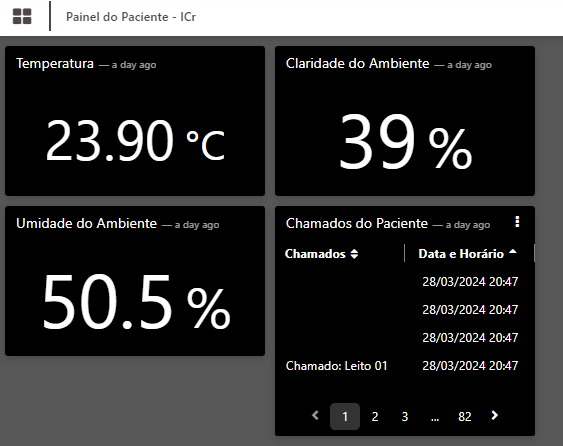 Painel do Paciente - ICr
Temperatura — a day ago
23.90 °C
Claridade do Ambiente — a day ago
39 %
Umidade do Ambiente — a day ago
50.5 %
Chamados do Paciente — a day ago
Chamados Data e Horário
28/03/2024 20:47
28/03/2024 20:47
28/03/2024 20:47
Chamado: Leito 01 28/03/2024 20:47
1 2 3 ... 82